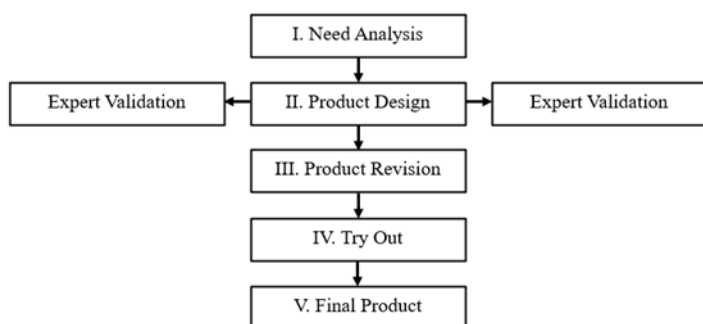 I. Need Analysis
Expert Validation
II. Product Design
Expert Validation
III. Product Revision
IV. Try Out
V. Final Product